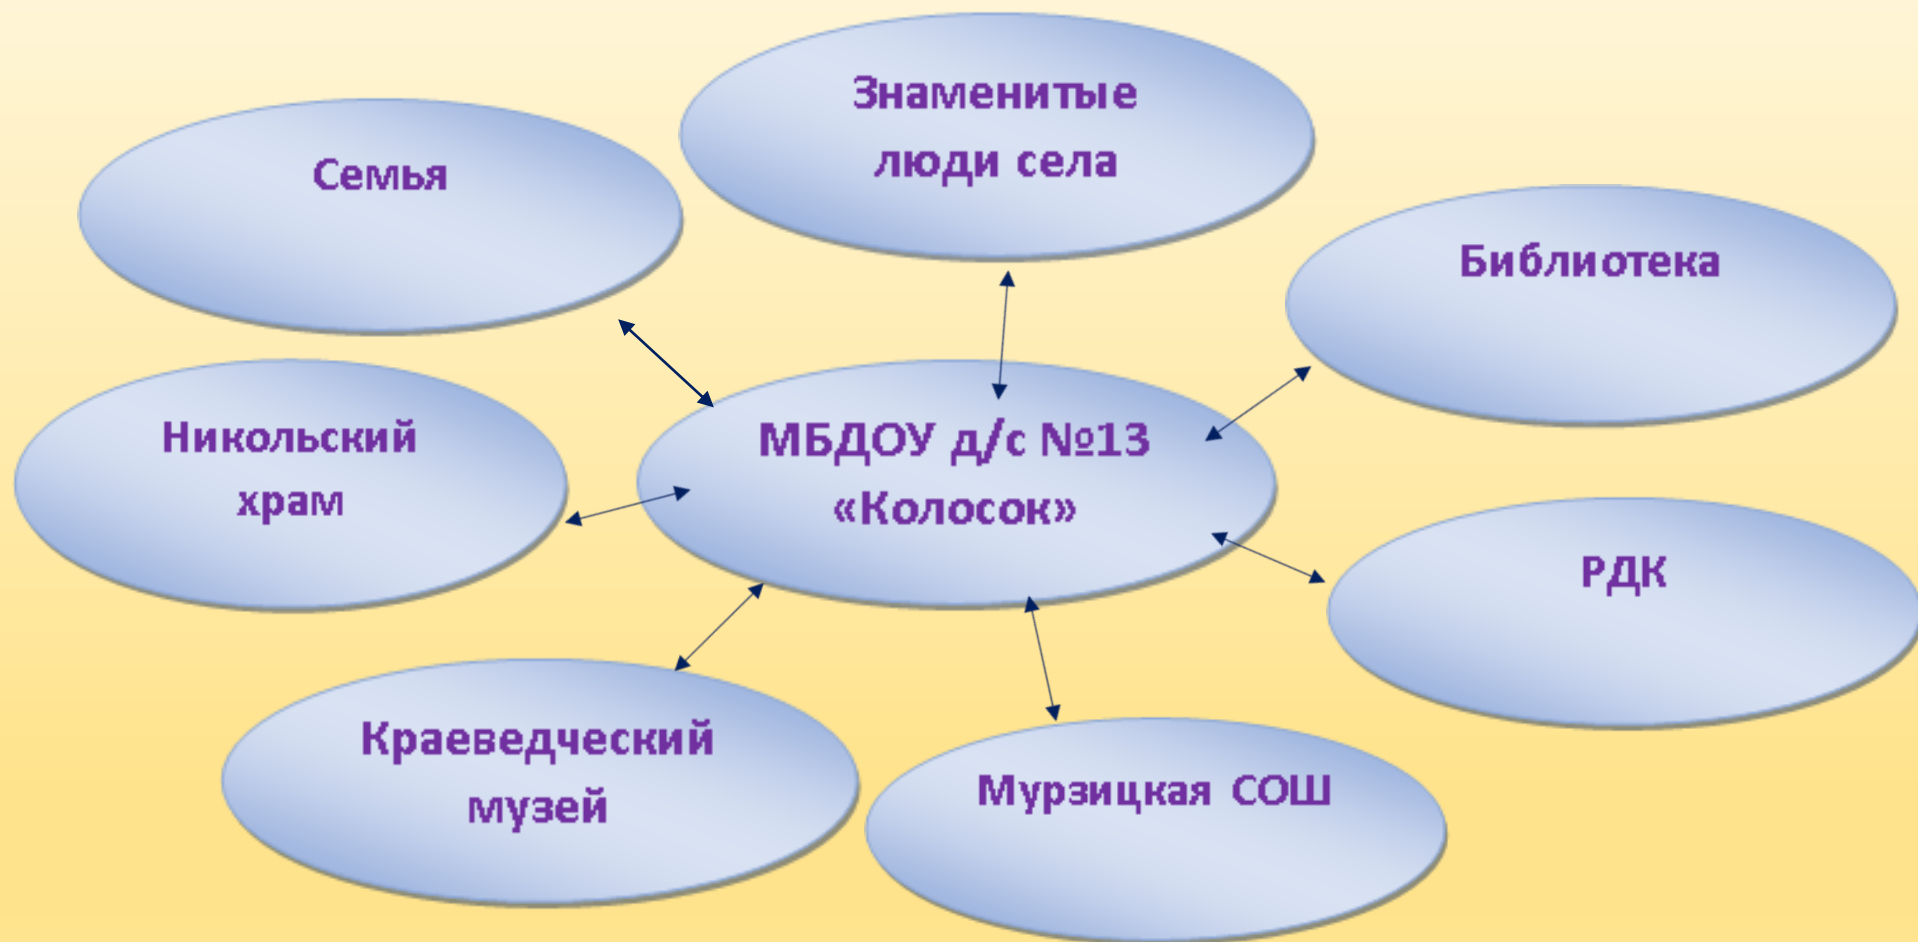 Знаменитые
люди села
Семья
Библиотека
Никольский
храм
МБДОУ д/с №13
«Колосок»
РДК
Краеведческий
музей
Мурзицкая СОШ